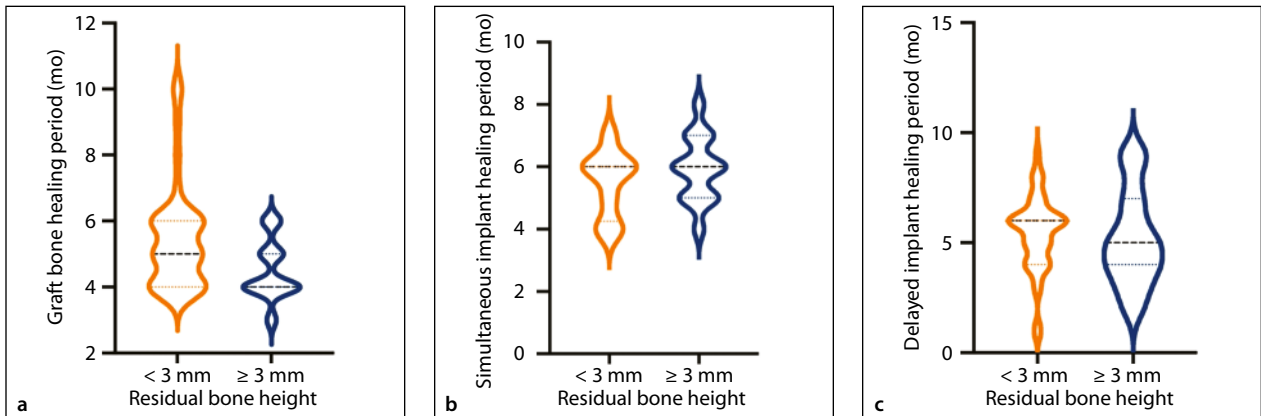 Graft bone healing period (mo)
12
10
8
6
4
2
< 3 mm ≥ 3 mm
Residual bone height
a
Simultaneous implant healing period (mo)
10
8
6
4
2
0
< 3 mm ≥ 3 mm
Residual bone height
b
Delayed implant healing period (mo)
15
10
5
0
< 3 mm ≥ 3 mm
Residual bone height
c